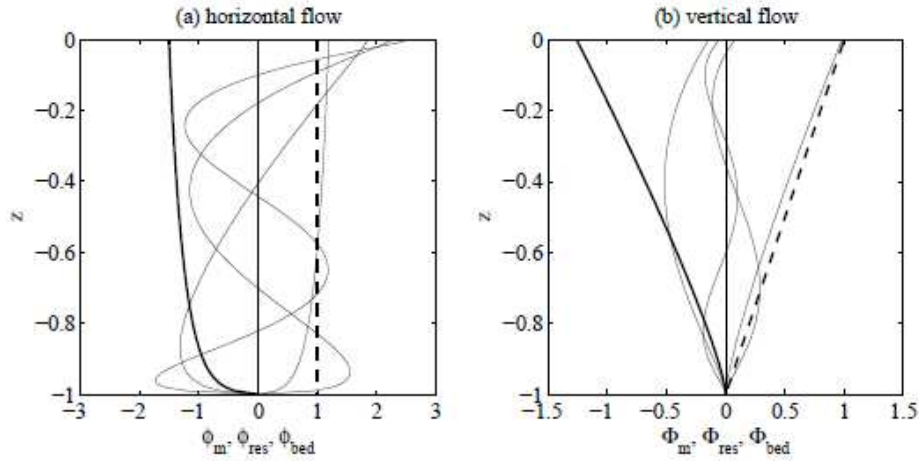 (a) horizontal flow
(b) vertical flow
0
−0.2
−0.4
−0.6
−0.8
−1
z
−3 −2 −1 0 1 2 3
ϕm, ϕres, ϕbed
0
−0.2
−0.4
−0.6
−0.8
−1
z
−1.5 −1 −0.5 0 0.5 1 1.5
Φm, Φres, Φbed